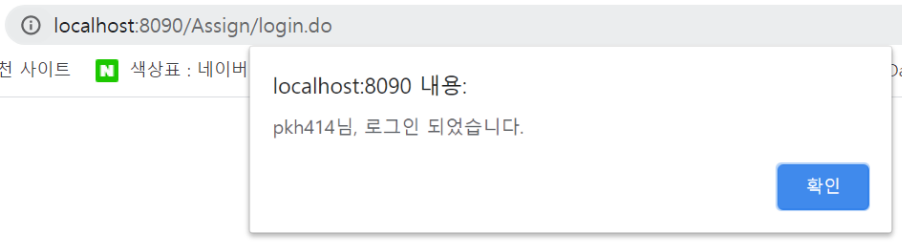 localhost:8090/Assign/login.do
천 사이트
N 색상표 : 네이버
localhost:8090 내용:
pkh414님, 로그인 되었습니다.
확인